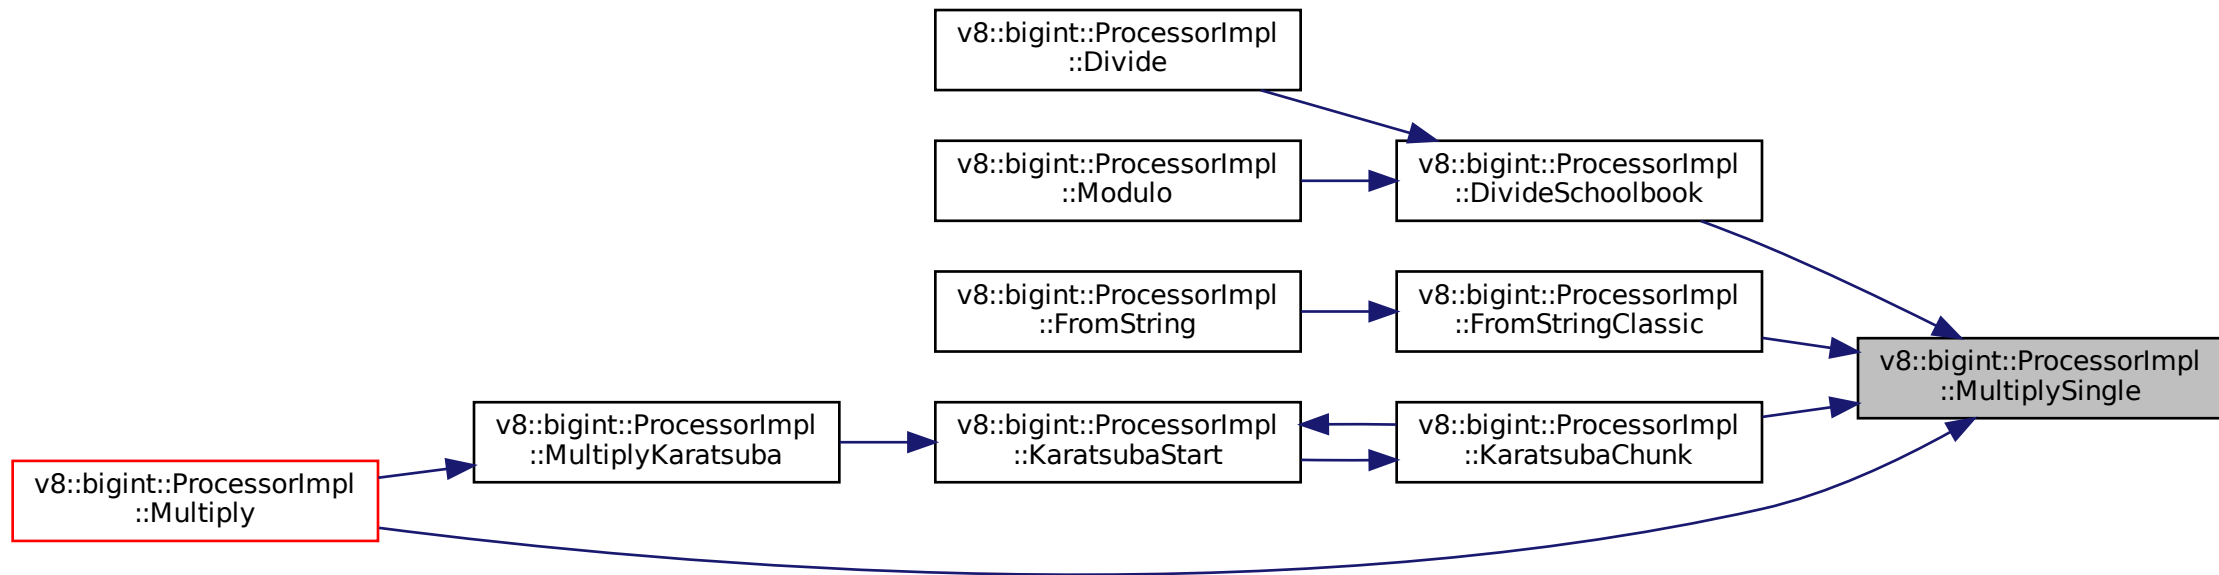 v8::bigint::ProcessorImpl
::Divide
v8::bigint::ProcessorImpl
::Modulo
v8::bigint::ProcessorImpl
::DivideSchoolbook
v8::bigint::ProcessorImpl
::FromString
v8::bigint::ProcessorImpl
::FromStringClassic
v8::bigint::ProcessorImpl
::MultiplySingle
v8::bigint::ProcessorImpl
::MultiplyKaratsuba
v8::bigint::ProcessorImpl
::KaratsubaStart
v8::bigint::ProcessorImpl
::KaratsubaChunk
v8::bigint::ProcessorImpl
::Multiply